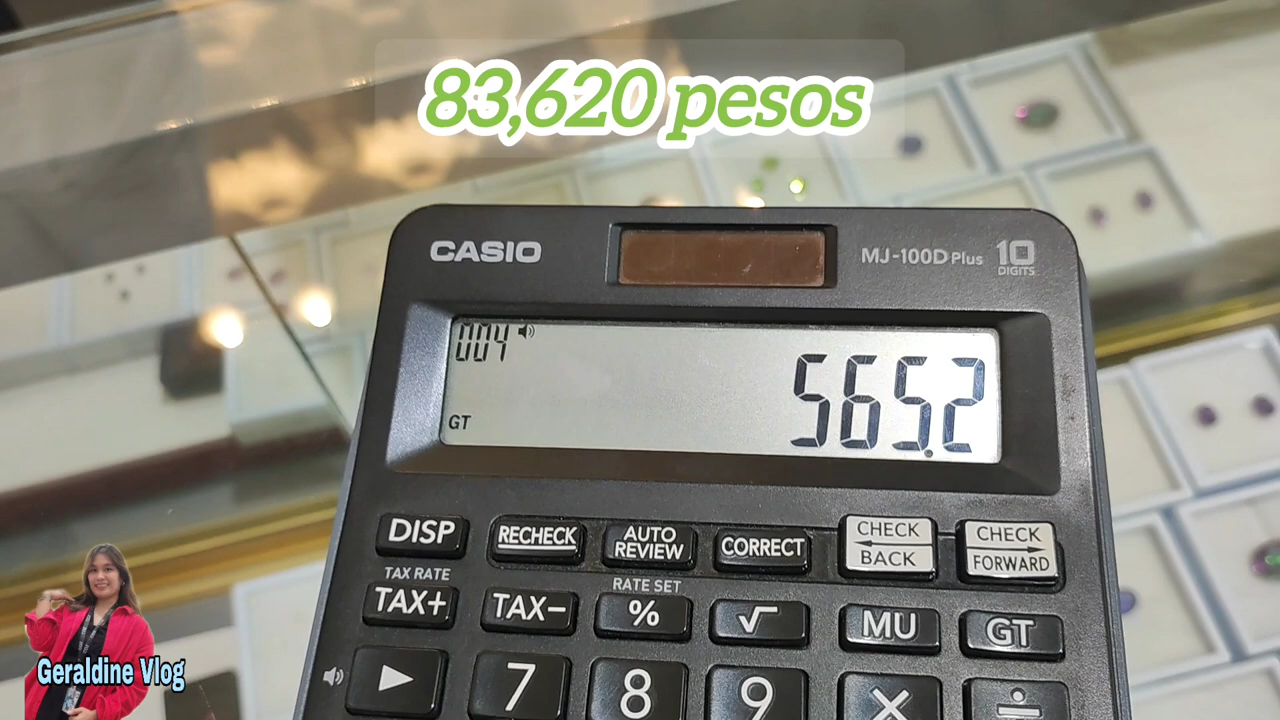 83,620 pesos
CASIO
MJ-100D Plus
10
DIGITS
004
GT
565.2
DISP
RECHECK
AUTO
REVIEW
CORRECT
CHECK
BACK
CHECK
FORWARD
TAX RATE
RATE SET
TAX+
TAX−
%
√
MU
GT
▶
7
8
9
×
÷
Geraldine Vlog